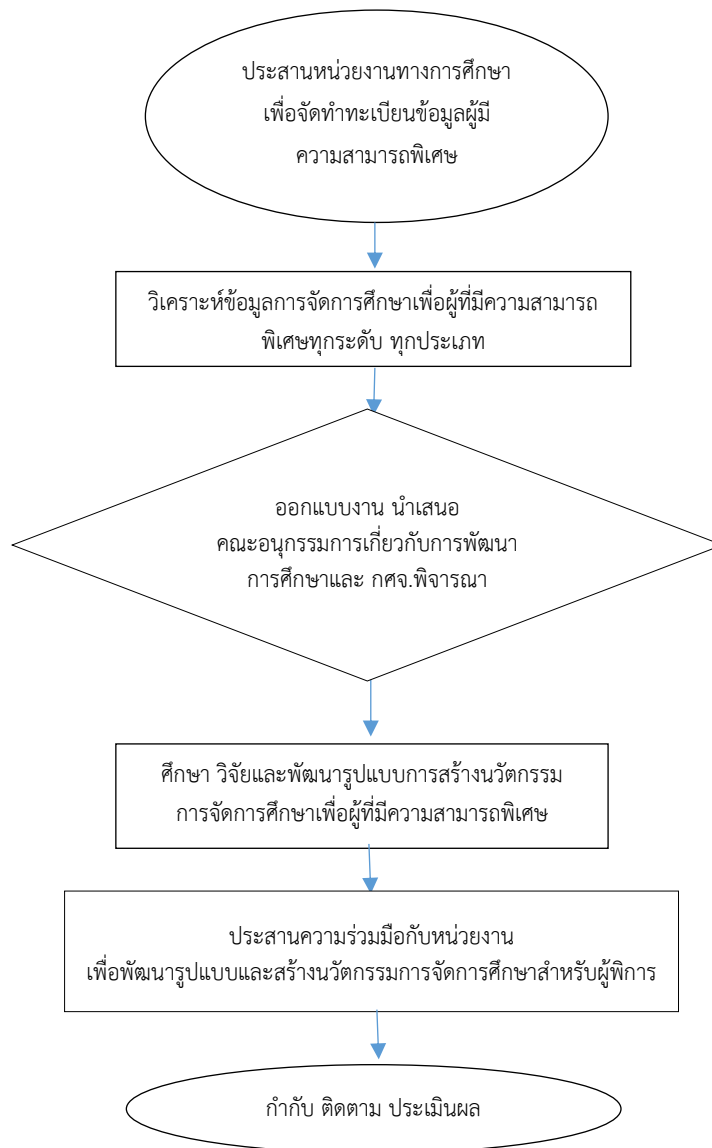 ประสานหน่วยงานทางการศึกษา
เพื่อจัดทำทะเบียนข้อมูลผู้มี
ความสามารถพิเศษ
วิเคราะห์ข้อมูลการจัดการศึกษาเพื่อผู้ที่มีความสามารถ
พิเศษทุกระดับ ทุกประเภท
ออกแบบงาน นำเสนอ
คณะอนุกรรมการเกี่ยวกับการพัฒนา
การศึกษาและ กศจ.พิจารณา
ศึกษา วิจัยและพัฒนารูปแบบการสร้างนวัตกรรม
การจัดการศึกษาเพื่อผู้ที่มีความสามารถพิเศษ
ประสานความร่วมมือกับหน่วยงาน
เพื่อพัฒนารูปแบบและสร้างนวัตกรรมการจัดการศึกษาสำหรับผู้พิการ
กำกับ ติดตาม ประเมินผล